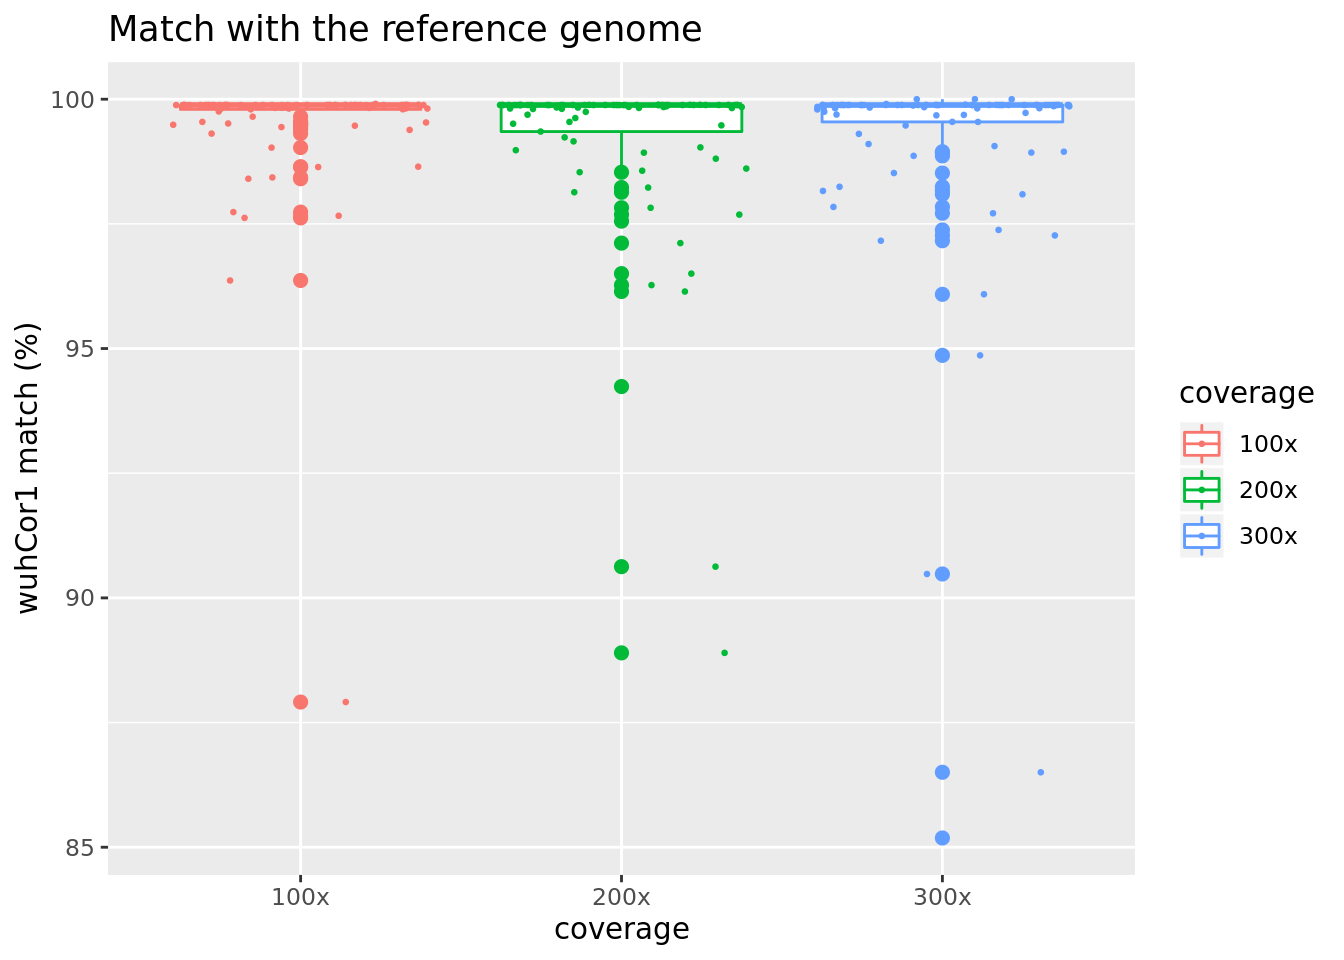 Match with the reference genome
wuhCor1 match (%)
100
95
90
85
100x
200x
300x
coverage
coverage
100x
200x
300x